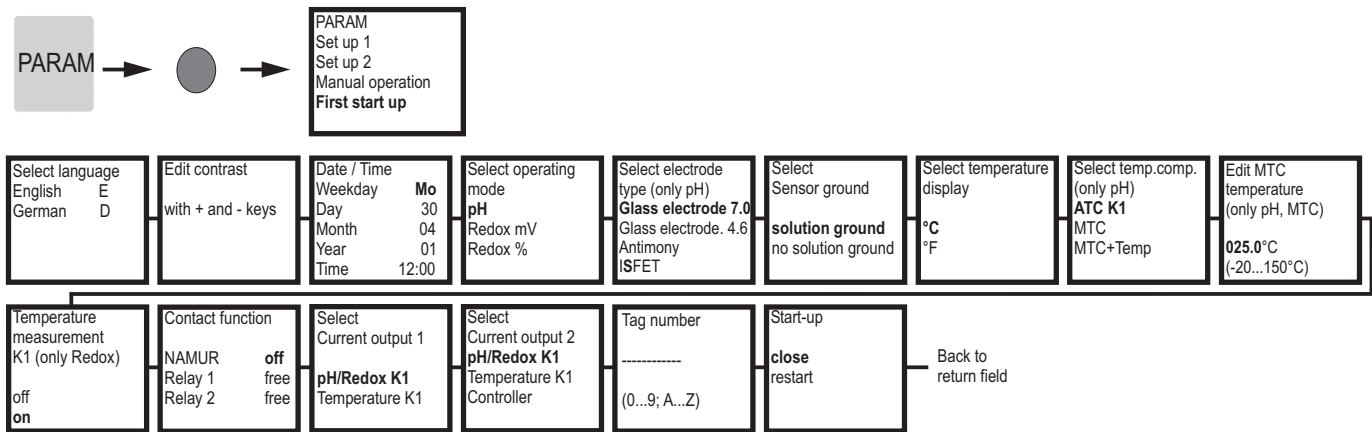 PARAM
PARAM
Set up 1
Set up 2
Manual operation
First start up
Select language
English E
German D
Edit contrast
with + and - keys
Date / Time
Weekday Mo
Day 30
Month 04
Year 01
Time 12:00
Select operating
mode
pH
Redox mV
Redox %
Select electrode
type (only pH)
Glass electrode 7.0
Glass electrode. 4.6
Antimony
ISFET
Select
Sensor ground
solution ground
no solution ground
Select temperature
display
°C
°F
Select temp.comp.
(only pH)
ATC K1
MTC
MTC+Temp
Edit MTC
temperature
(only pH, MTC)
025.0°C
(-20...150°C)
Temperature
measurement
K1 (only Redox)
off
on
Contact function
NAMUR off
Relay 1 free
Relay 2 free
Select
Current output 1
pH/Redox K1
Temperature K1
Select
Current output 2
pH/Redox K1
Temperature K1
Controller
Tag number
------------
(0...9; A...Z)
Start-up
close
restart
Back to
return field